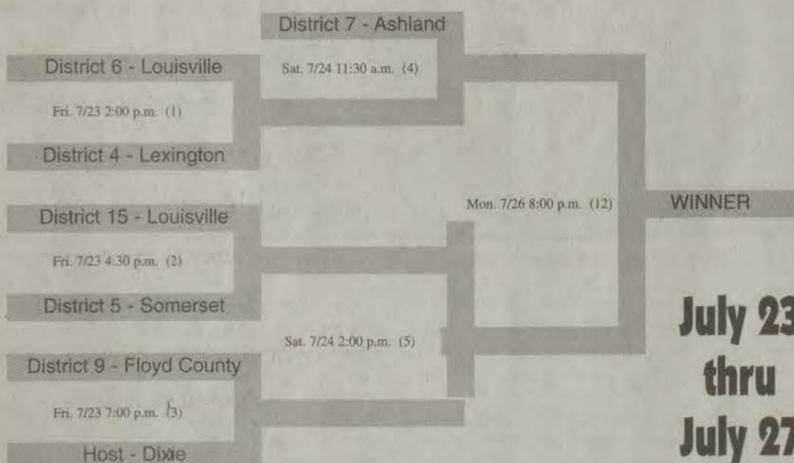 District 7 - Ashland
District 6 - Louisville
Sat. 7/24 11:30 a.m. (4)
Fri. 7/23 2:00 p.m. (1)
District 4 - Lexington
Mon. 7/26 8:00 p.m. (12)
WINNER
District 15 - Louisville
Fri. 7/23 4:30 p.m. (2)
District 5 - Somerset
Sat. 7/24 2:00 p.m. (5)
District 9 - Floyd County
Fri. 7/23 7:00 p.m. (3)
Host - Dixie
July 23
thru
July 27